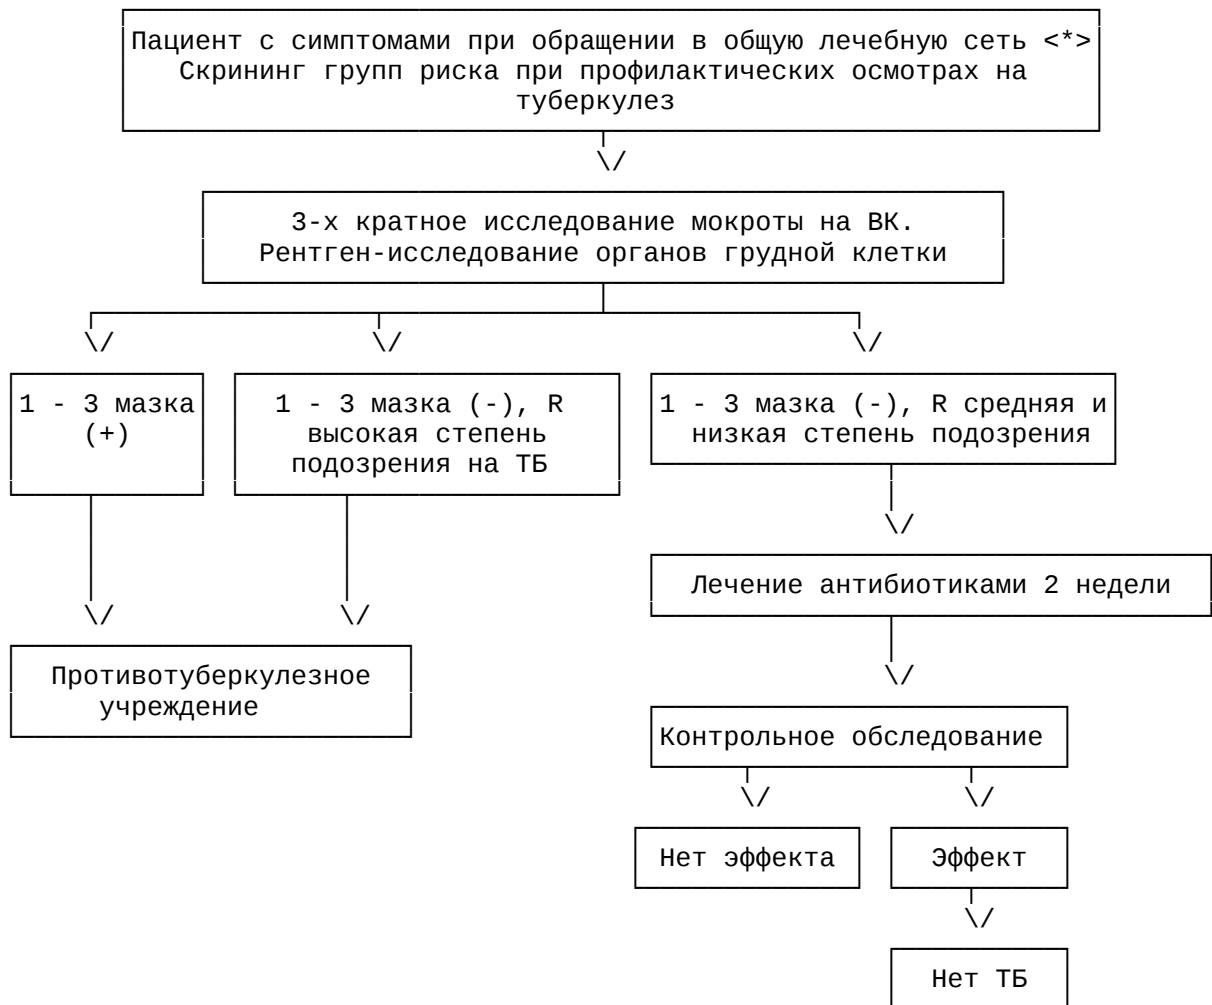 Пациент с симптомами при обращении в общую лечебную сеть <*>
Скрининг групп риска при профилактических осмотрах на
туберкулез
3-х кратное исследование мокроты на ВК.
Рентген-исследование органов грудной клетки
1 - 3 мазка
(+)
1 - 3 мазка (-), R
высокая степень
подозрения на ТБ
1 - 3 мазка (-), R средняя и
низкая степень подозрения
Лечение антибиотиками 2 недели
Противотуберкулезное
учреждение
Контрольное обследование
Нет эффекта
Эффект
Нет ТБ